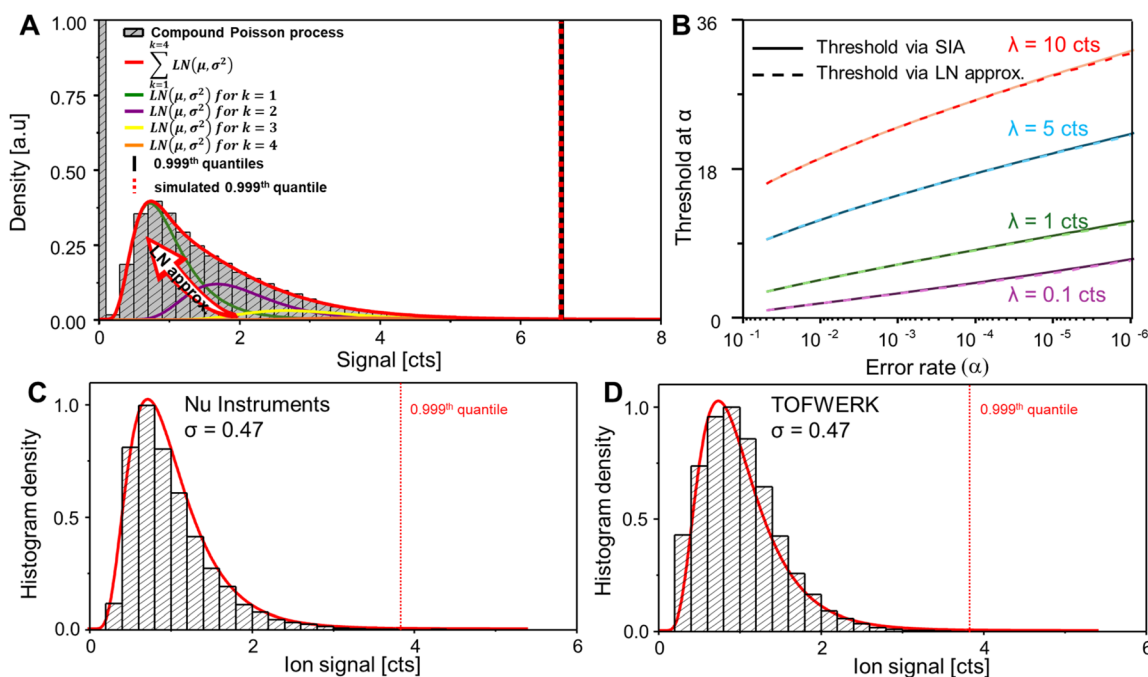 A
1.00
0.75
0.50
0.25
0.00
Density [a.u]
Compound Poisson process
k=4
∑ LN(μ, σ²)
k=1
LN(μ, σ²) for k = 1
LN(μ, σ²) for k = 2
LN(μ, σ²) for k = 3
LN(μ, σ²) for k = 4
0.999th quantiles
simulated 0.999th quantile
LN approx.
0 2 4 6 8
Signal [cts]
B
36
18
0
Threshold at α
Threshold via SIA
Threshold via LN approx.
λ = 10 cts
λ = 5 cts
λ = 1 cts
λ = 0.1 cts
10⁻¹ 10⁻² 10⁻³ 10⁻⁴ 10⁻⁵ 10⁻⁶
Error rate (α)
C
1.0
0.5
0.0
Histogram density
Nu Instruments
σ = 0.47
0.999th quantile
0 2 4 6
Ion signal [cts]
D
1.0
0.5
0.0
Histogram density
TOFWERK
σ = 0.47
0.999th quantile
0 2 4 6
Ion signal [cts]